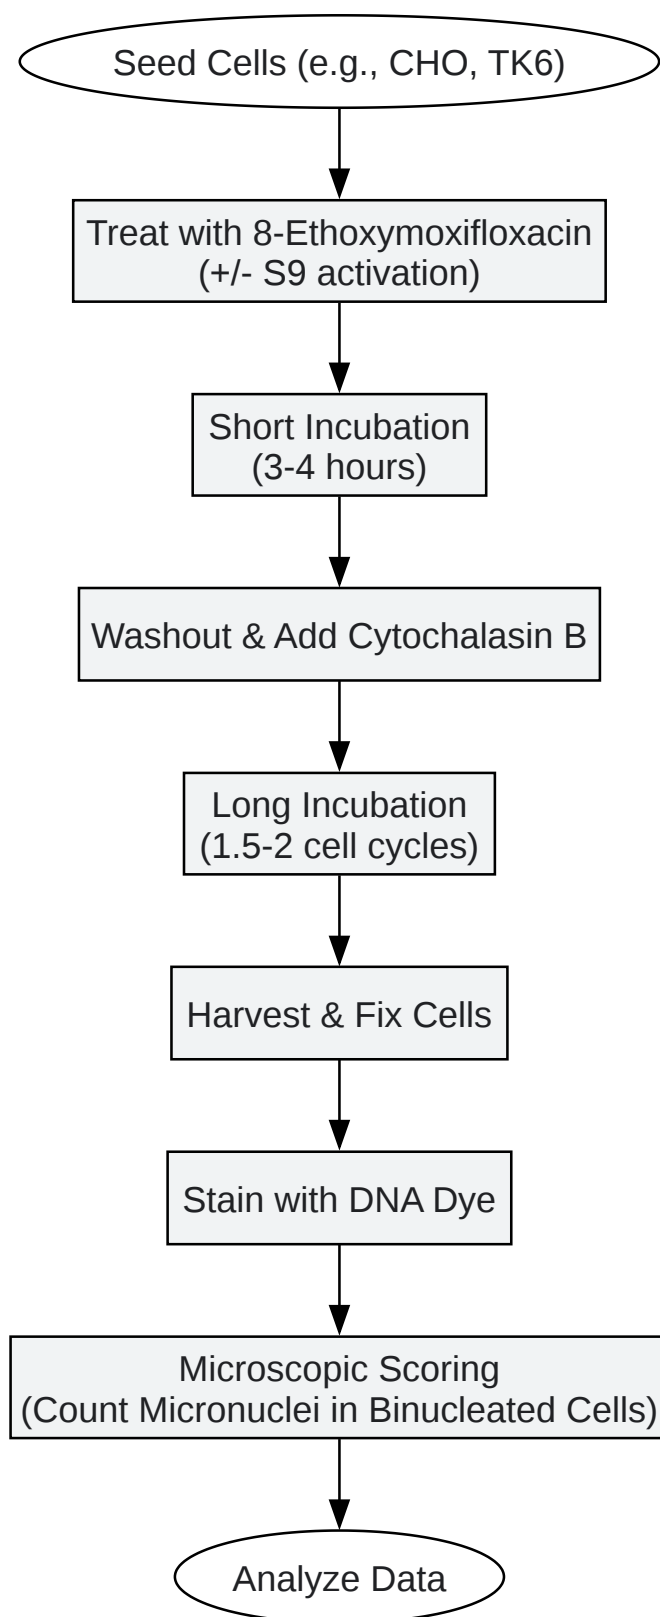 Seed Cells (e.g., CHO, TK6)
Treat with 8-Ethoxymoxifloxacin
(+/- S9 activation)
Short Incubation
(3-4 hours)
Washout & Add Cytochalasin B
Long Incubation
(1.5-2 cell cycles)
Harvest & Fix Cells
Stain with DNA Dye
Microscopic Scoring
(Count Micronuclei in Binucleated Cells)
Analyze Data